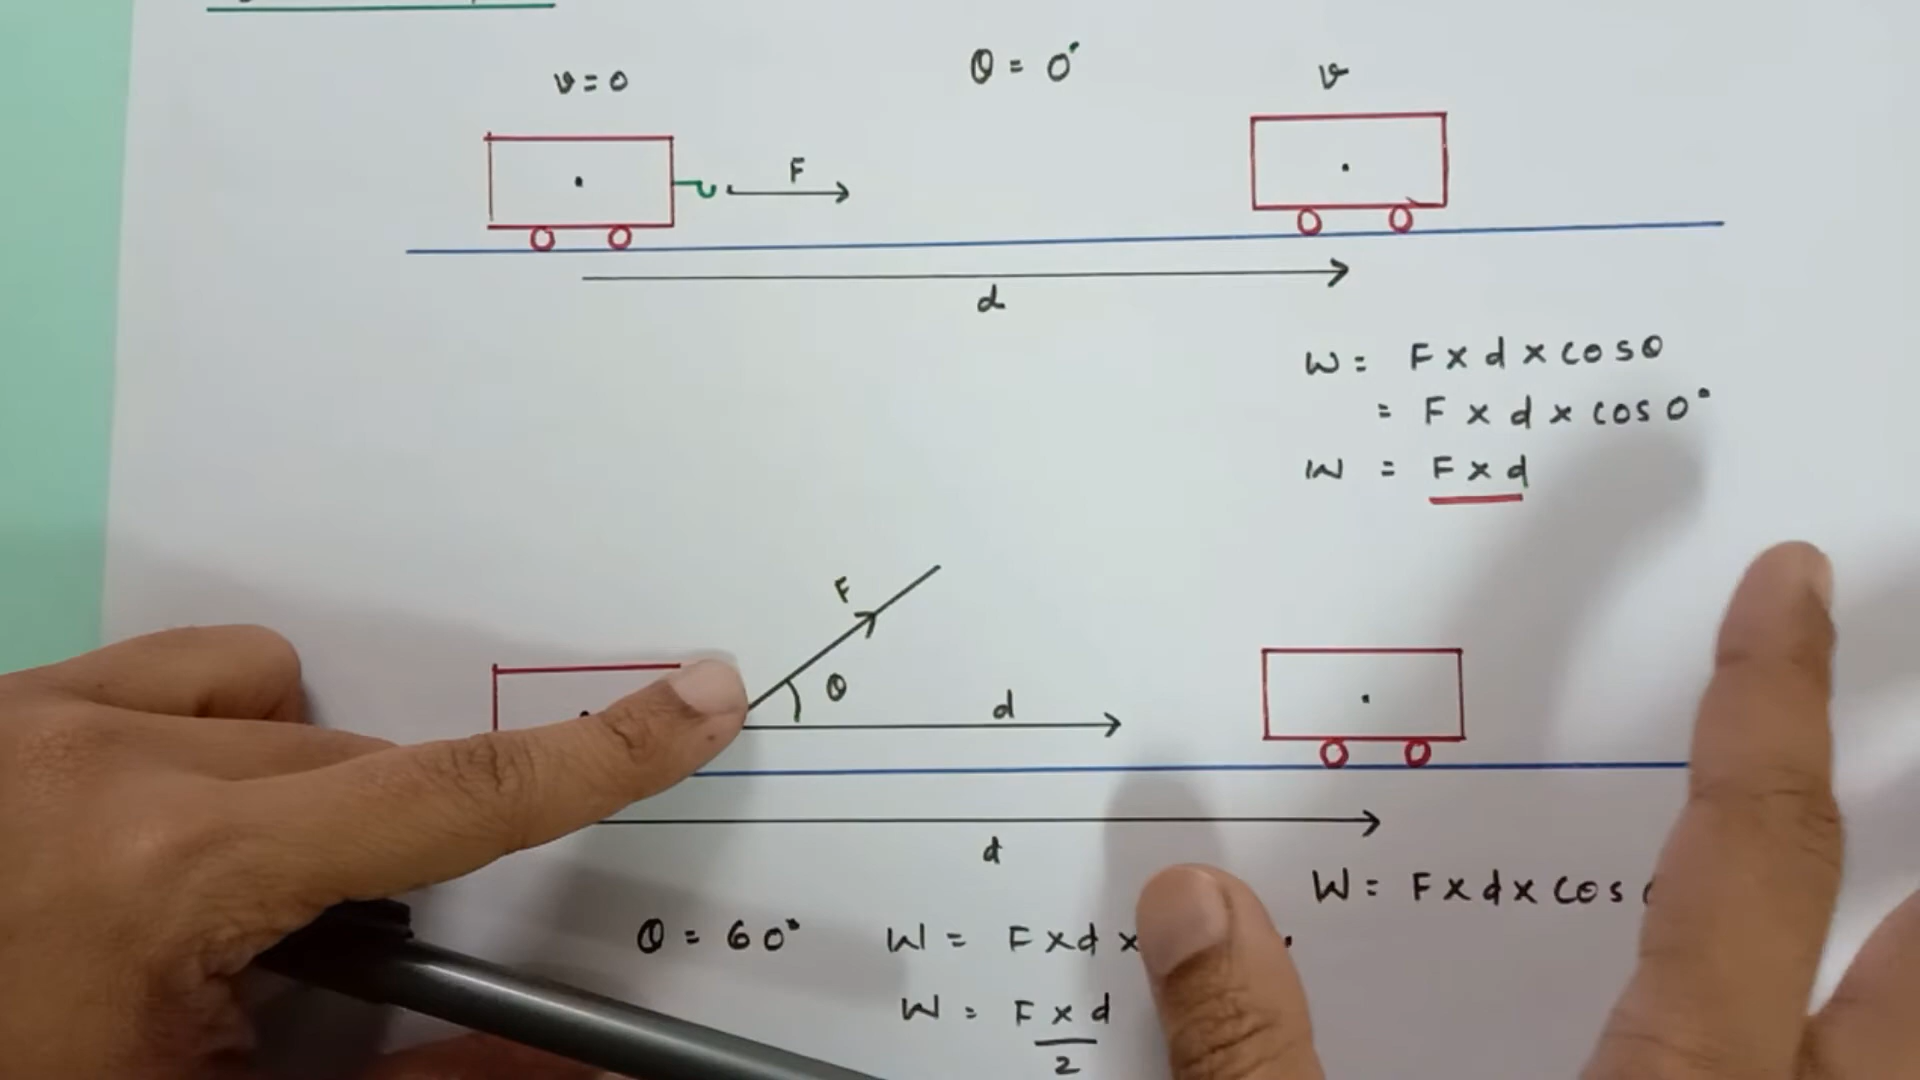 v = 0
θ = 0°
v
F
d
W = F x d x cos θ
= F x d x cos 0°
W = F x d
F
θ
d
d
W = F x d x cos
θ = 60° W = F x d x
W = F x d
2